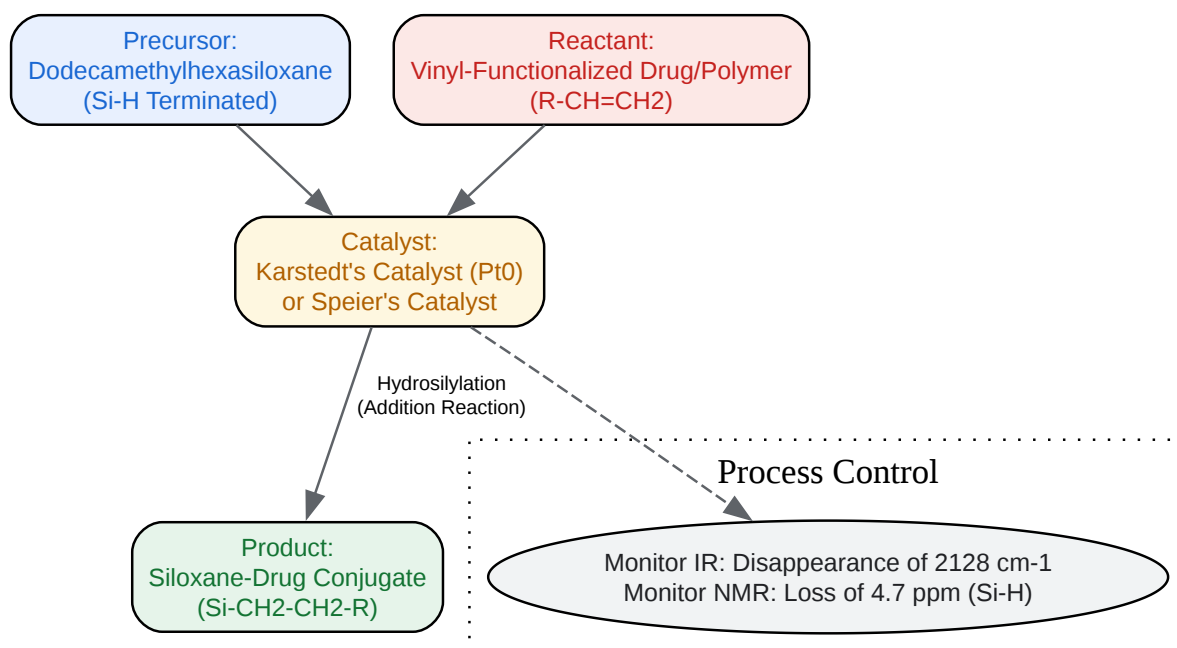 Precursor:
Dodecamethylhexasiloxane
(Si-H Terminated)
Reactant:
Vinyl-Functionalized Drug/Polymer
(R-CH=CH2)
Catalyst:
Karstedt's Catalyst (Pt0)
or Speier's Catalyst
Hydrosilylation
(Addition Reaction)
Process Control
Product:
Siloxane-Drug Conjugate
(Si-CH2-CH2-R)
Monitor IR: Disappearance of 2128 cm-1
Monitor NMR: Loss of 4.7 ppm (Si-H)